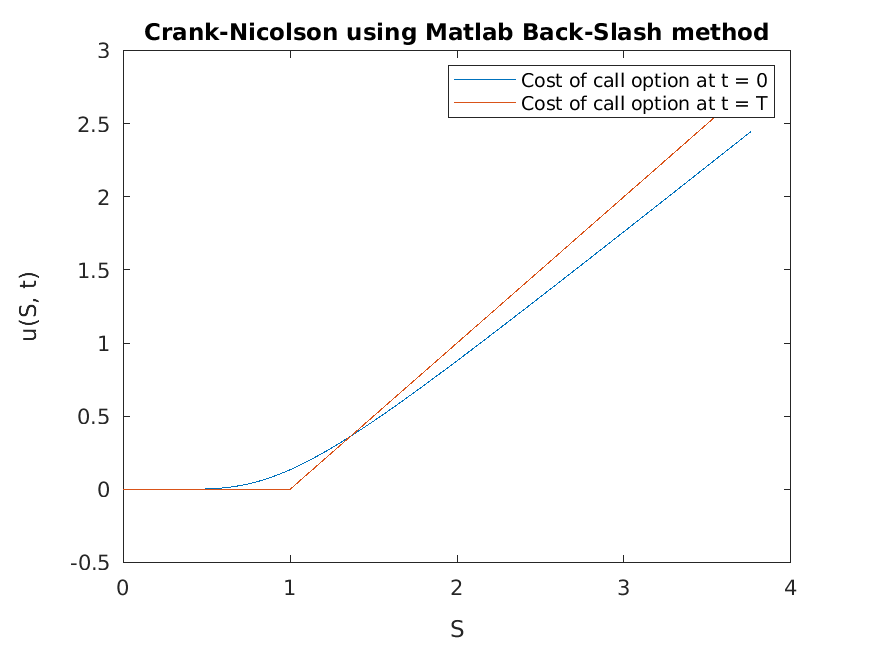 Crank-Nicolson using Matlab Back-Slash method
Cost of call option at t = 0
Cost of call option at t = T
3
2.5
2
1.5
1
0.5
0
-0.5
u(S, t)
0 1 2 3 4
S